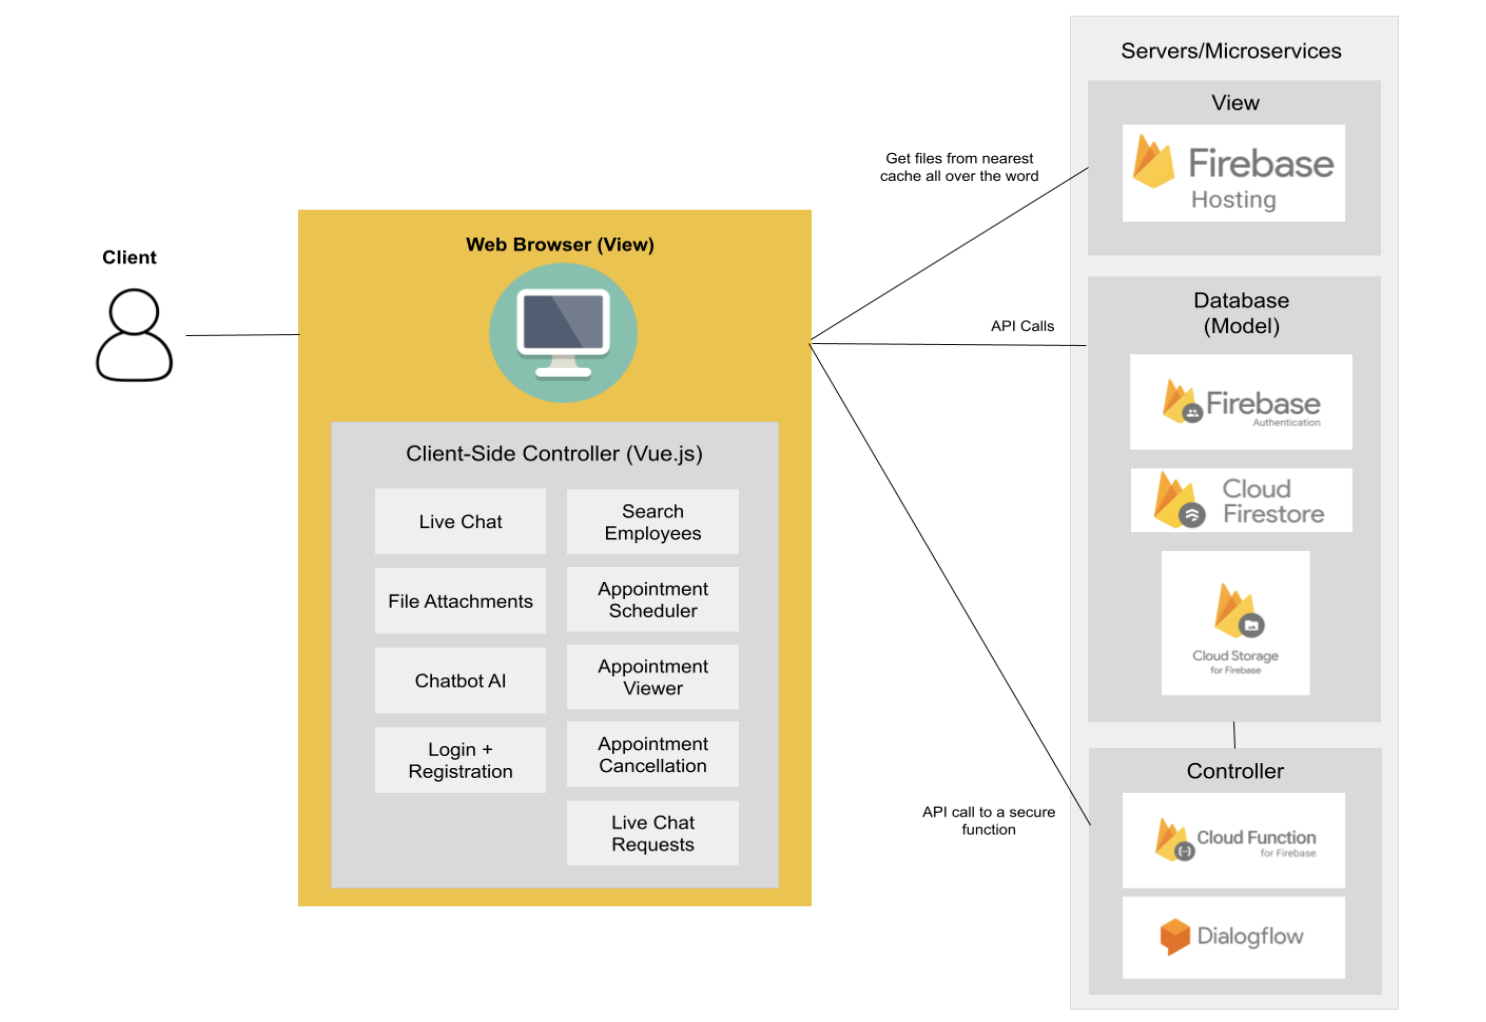 Client
Web Browser (View)
Client-Side Controller (Vue.js)
Live Chat
File Attachments
Chatbot AI
Login +
Registration
Search
Employees
Appointment
Scheduler
Appointment
Viewer
Appointment
Cancellation
Live Chat
Requests
Get files from nearest
cache all over the word
API Calls
API call to a secure
function
Servers/Microservices
View
Firebase
Hosting
Database
(Model)
Firebase
Authentication
Cloud
Firestore
Cloud Storage
for Firebase
Controller
Cloud Function
for Firebase
Dialogflow